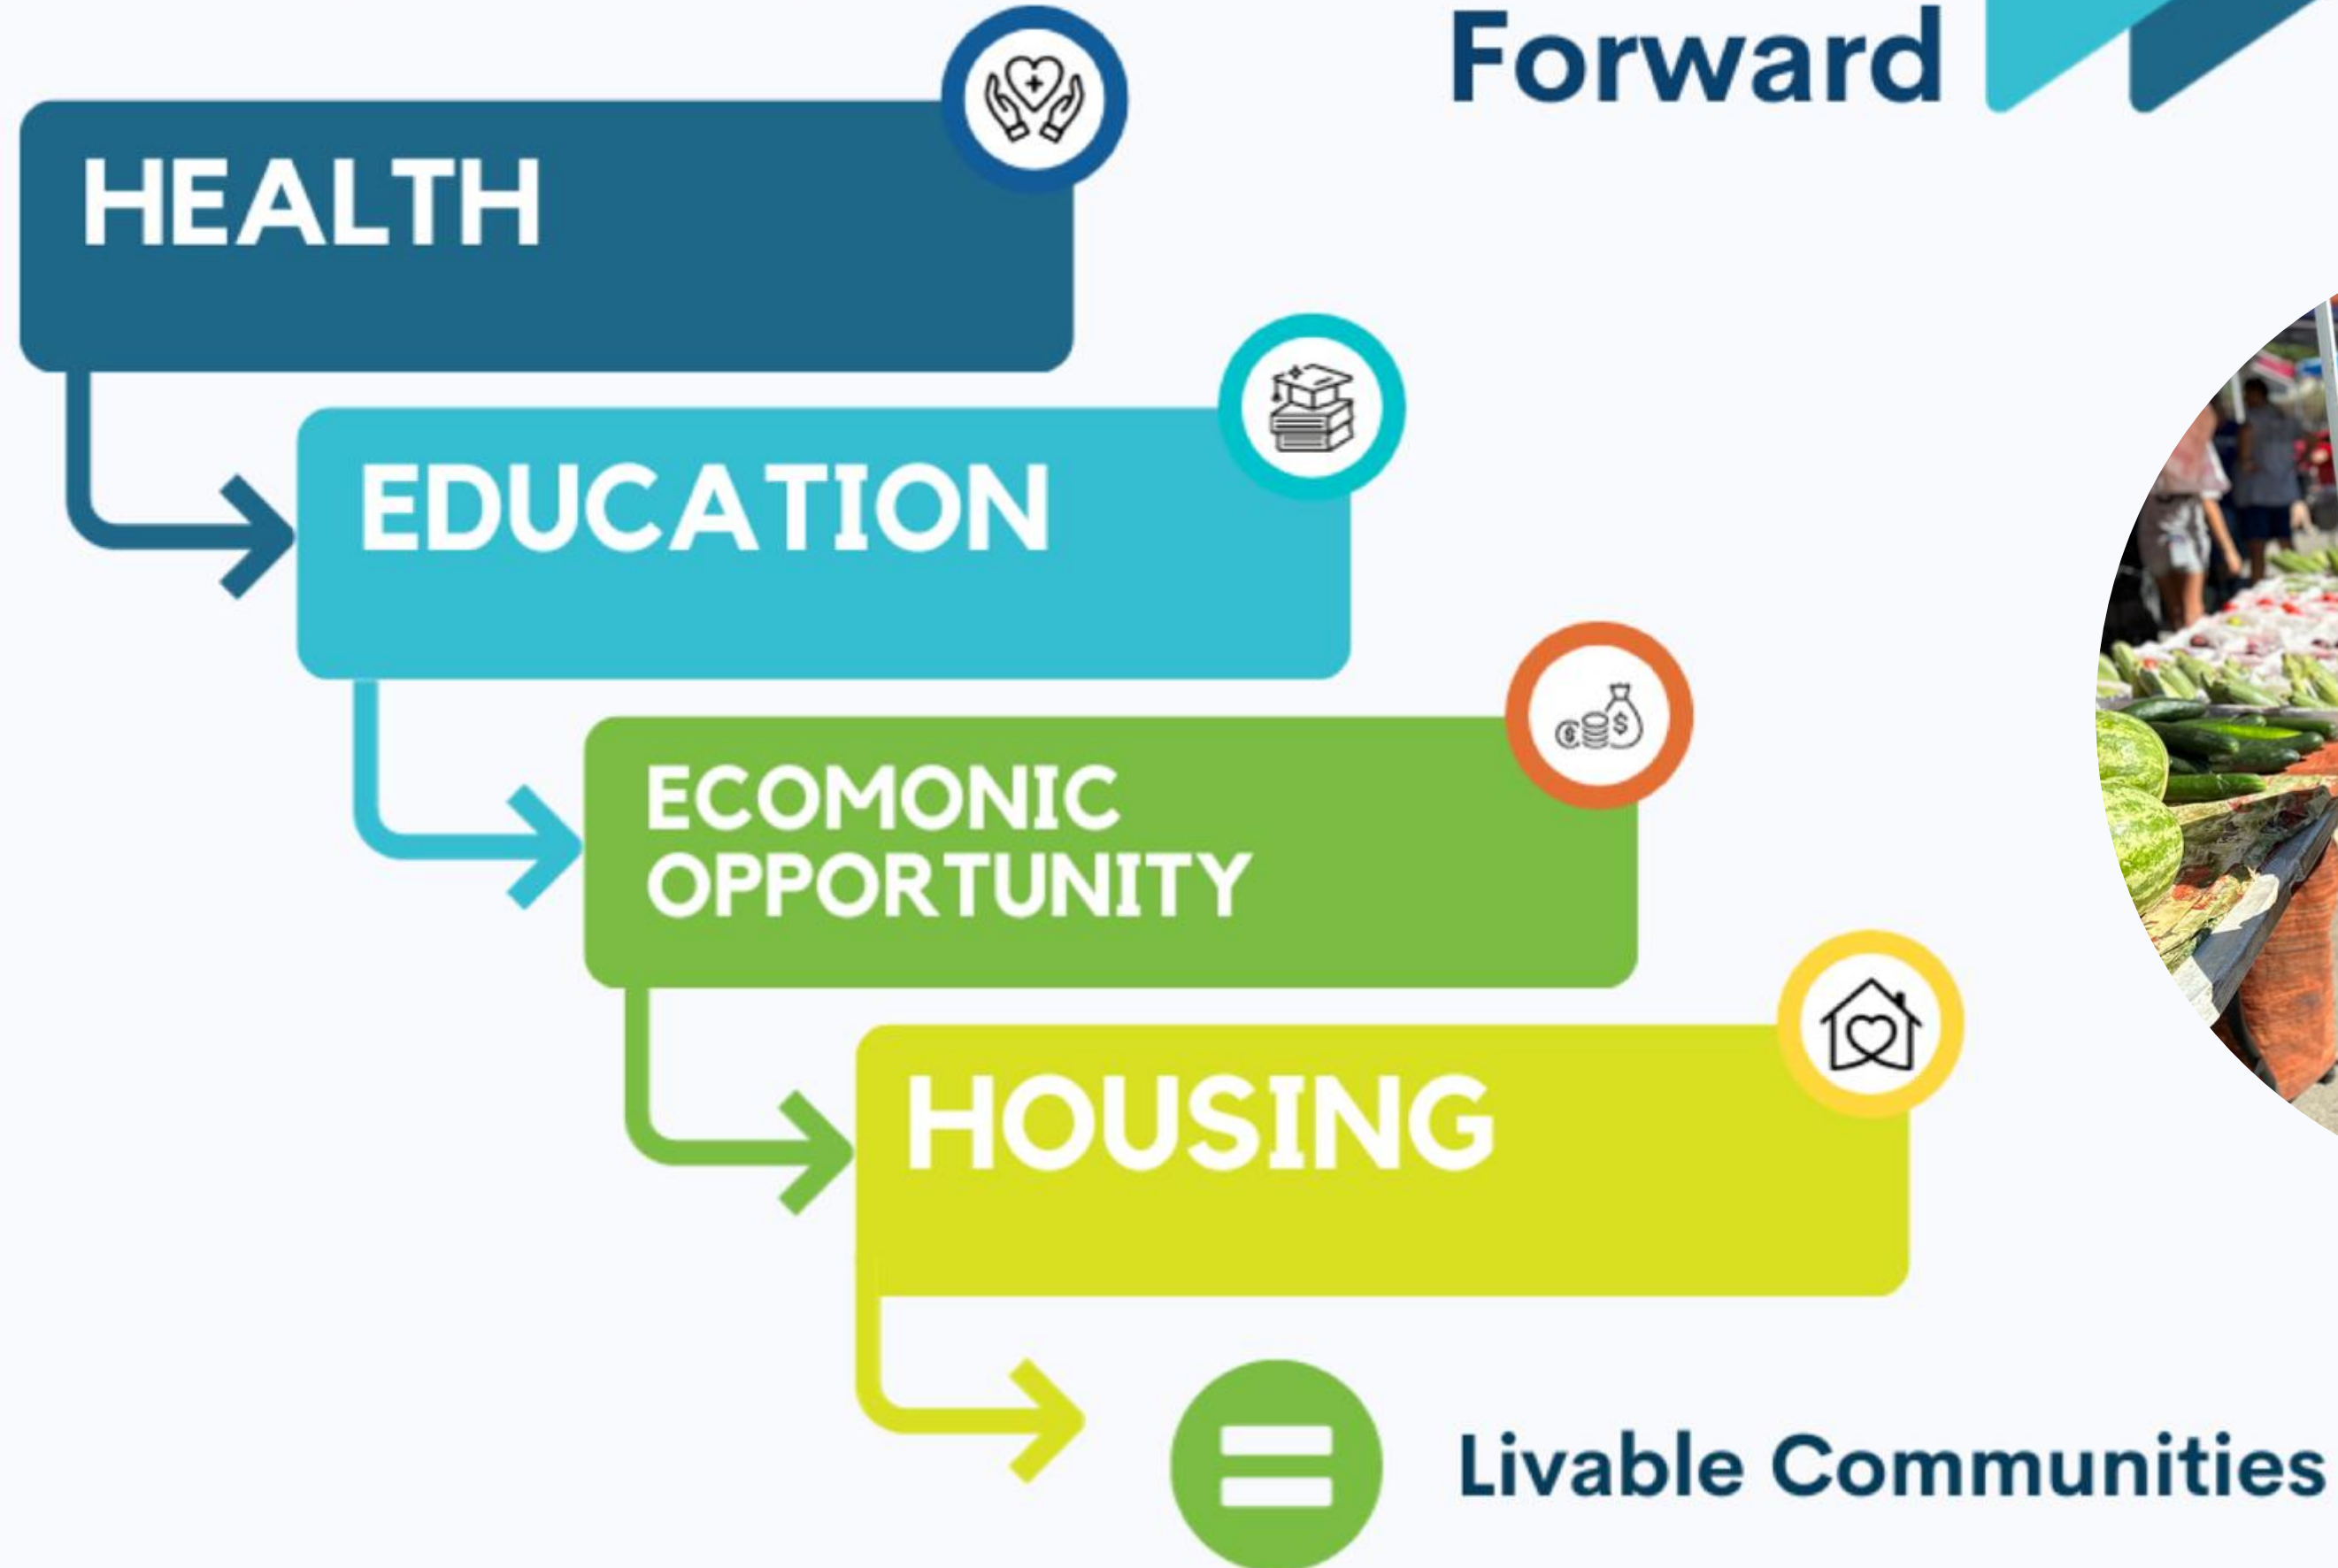 Forward
HEALTH
EDUCATION
ECOMONIC
OPPORTUNITY
HOUSING
Livable Communities